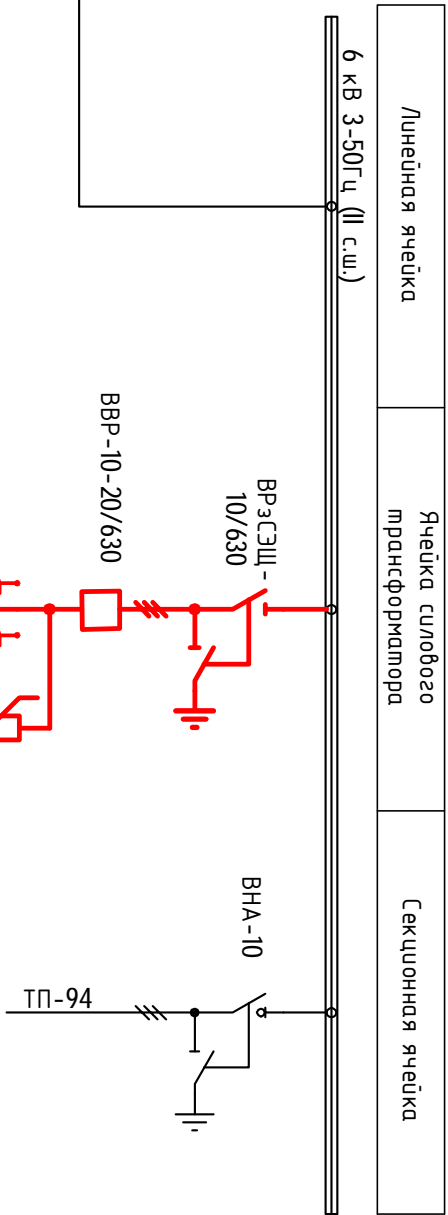 Линейная ячейка
Ячейка силового
трансформатора
Секционная ячейка
6 кВ 3-50Гц (II с.ш.)
ВРзСЭЩ-
10/630
ВВР-10-20/630
ВНА-10
ТП-94